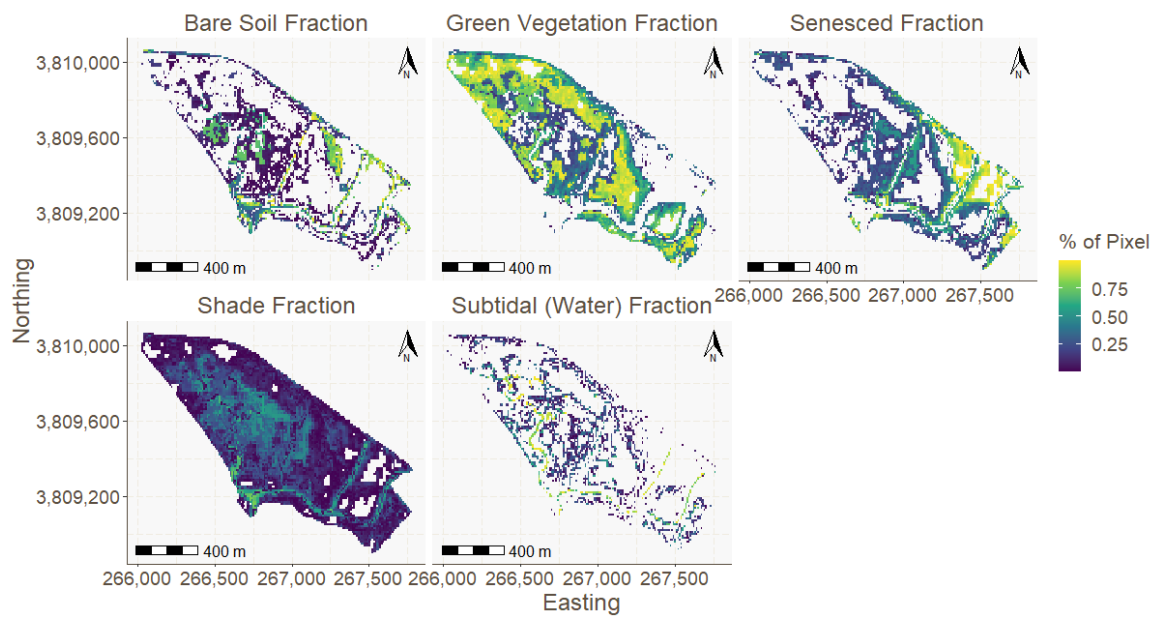 Bare Soil Fraction
Green Vegetation Fraction
Senesced Fraction
N
N
N
3,810,000
3,809,600
3,809,200
400 m
400 m
400 m
266,000 266,500 267,000 267,500
% of Pixel
0.75
0.50
0.25
Northing
Shade Fraction
Subtidal (Water) Fraction
N
N
3,810,000
3,809,600
3,809,200
400 m
400 m
266,000 266,500 267,000 267,500
266,000 266,500 267,000 267,500
Easting